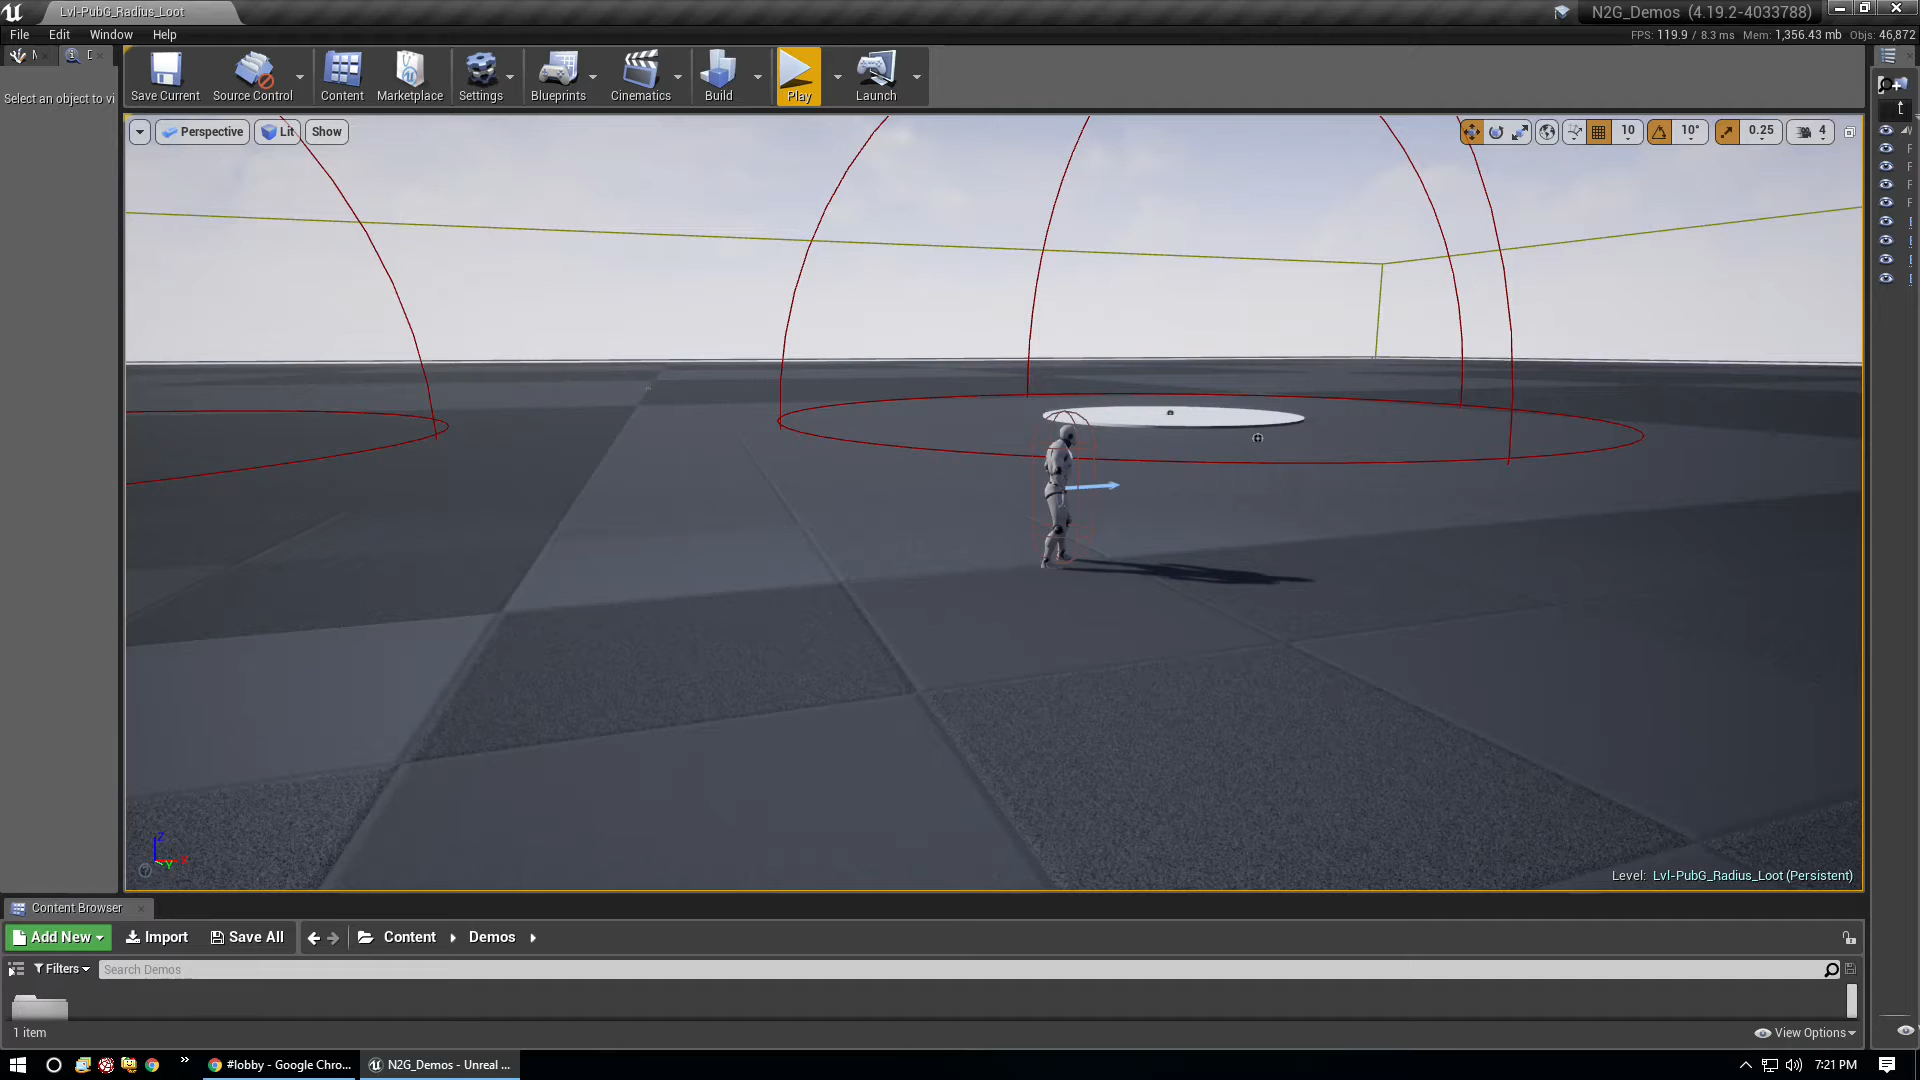 Lvl-PubG_Radius_Loot
N2G_Demos (4.19.2-4033788)
File Edit Window Help
FPS: 119.9 / 8.3 ms Mem: 1,356.43 mb Objs: 46,872
Select an object to vi
Save Current
Source Control
Content
Marketplace
Settings
Blueprints
Cinematics
Build
Play
Launch
Perspective
Lit
Show
10
10°
0.25
4
F
F
F
F
Z
X
Y
Level: Lvl-PubG_Radius_Loot (Persistent)
Content Browser
Add New
Import
Save All
Content
Demos
Filters
Search Demos
1 item
View Options
#lobby - Google Chro...
N2G_Demos - Unreal ...
7:21 PM